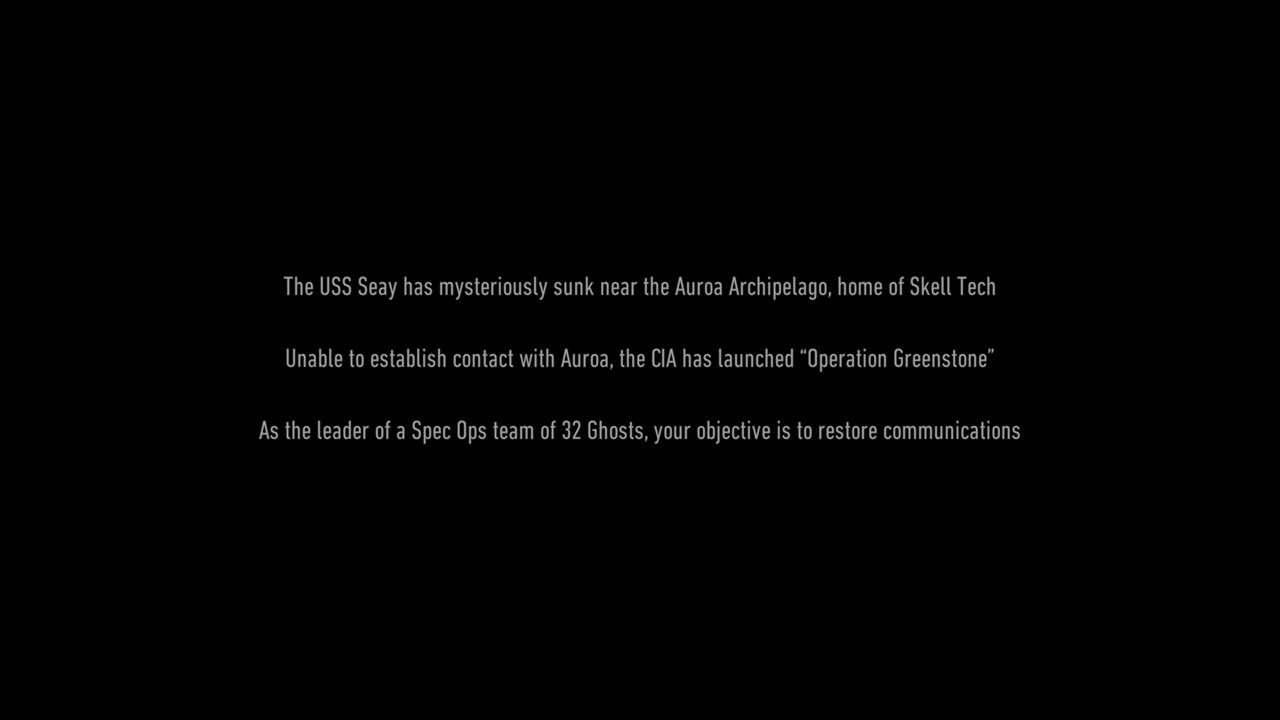 The USS Seay has mysteriously sunk near the Auroa Archipelago, home of Skell Tech
Unable to establish contact with Auroa, the CIA has launched “Operation Greenstone”
As the leader of a Spec Ops team of 32 Ghosts, your objective is to restore communications